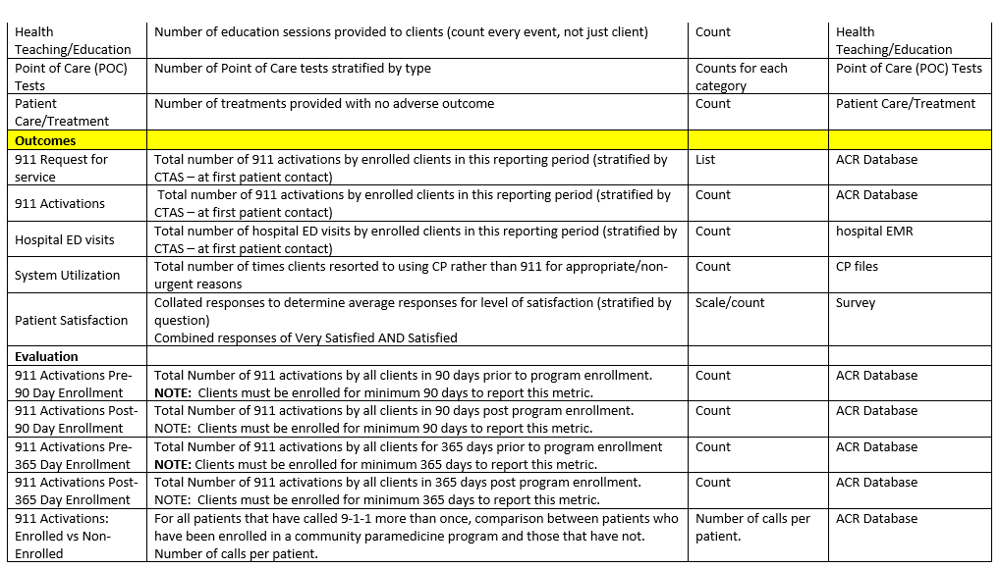 Health Number of education sessions provided to clients (count every event, not just client) Count Health
Teaching/Education Teaching/Education
Point of Care (POC) Number of Point of Care tests stratified by type Counts for each Point of Care (POC) Tests
Tests category
Patient Number of treatments provided with no adverse outcome Count Patient Care/Treatment
Care/Treatment
Outcomes
911 Request for Total number of 911 activations by enrolled clients in this reporting period (stratified by List ACR Database
service CTAS – at first patient contact)
911 Activations Total number of 911 activations by enrolled clients in this reporting period (stratified by Count ACR Database
CTAS – at first patient contact)
Hospital ED visits Total number of hospital ED visits by enrolled clients in this reporting period (stratified by Count hospital EMR
CTAS – at first patient contact)
System Utilization Total number of times clients resorted to using CP rather than 911 for appropriate/non- Count CP files
urgent reasons
Patient Satisfaction Collated responses to determine average responses for level of satisfaction (stratified by Scale/count Survey
question)
Combined responses of Very Satisfied AND Satisfied
Evaluation
911 Activations Pre- Total Number of 911 activations by all clients in 90 days prior to program enrollment. Count ACR Database
90 Day Enrollment NOTE: Clients must be enrolled for minimum 90 days to report this metric.
911 Activations Post- Total Number of 911 activations by all clients in 90 days post program enrollment. Count ACR Database
90 Day Enrollment NOTE: Clients must be enrolled for minimum 90 days to report this metric.
911 Activations Pre- Total Number of 911 activations by all clients for 365 days prior to program enrollment Count ACR Database
365 Day Enrollment NOTE: Clients must be enrolled for minimum 365 days to report this metric.
911 Activations Post- Total Number of 911 activations by all clients in 365 days post program enrollment. Count ACR Database
365 Day Enrollment NOTE: Clients must be enrolled for minimum 365 days to report this metric.
911 Activations: For all patients that have called 9-1-1 more than once, comparison between patients who Number of calls per ACR Database
Enrolled vs Non- have been enrolled in a community paramedicine program and those that have not. patient.
Enrolled Number of calls per patient.